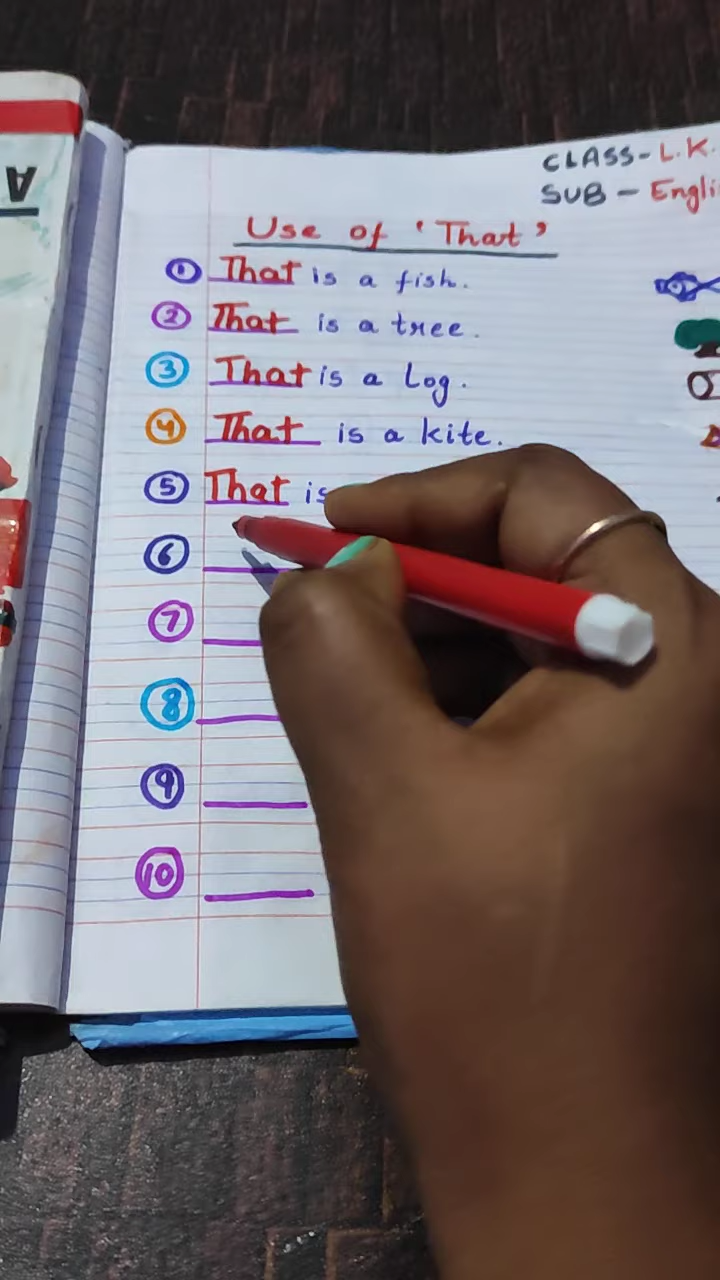 CLASS- L.K.
SUB - Engli
Use of 'That'
① That is a fish.
② That is a tree.
③ That is a Log.
④ That is a kite.
⑤ That is
⑥
⑦
⑧
⑨
⑩
A